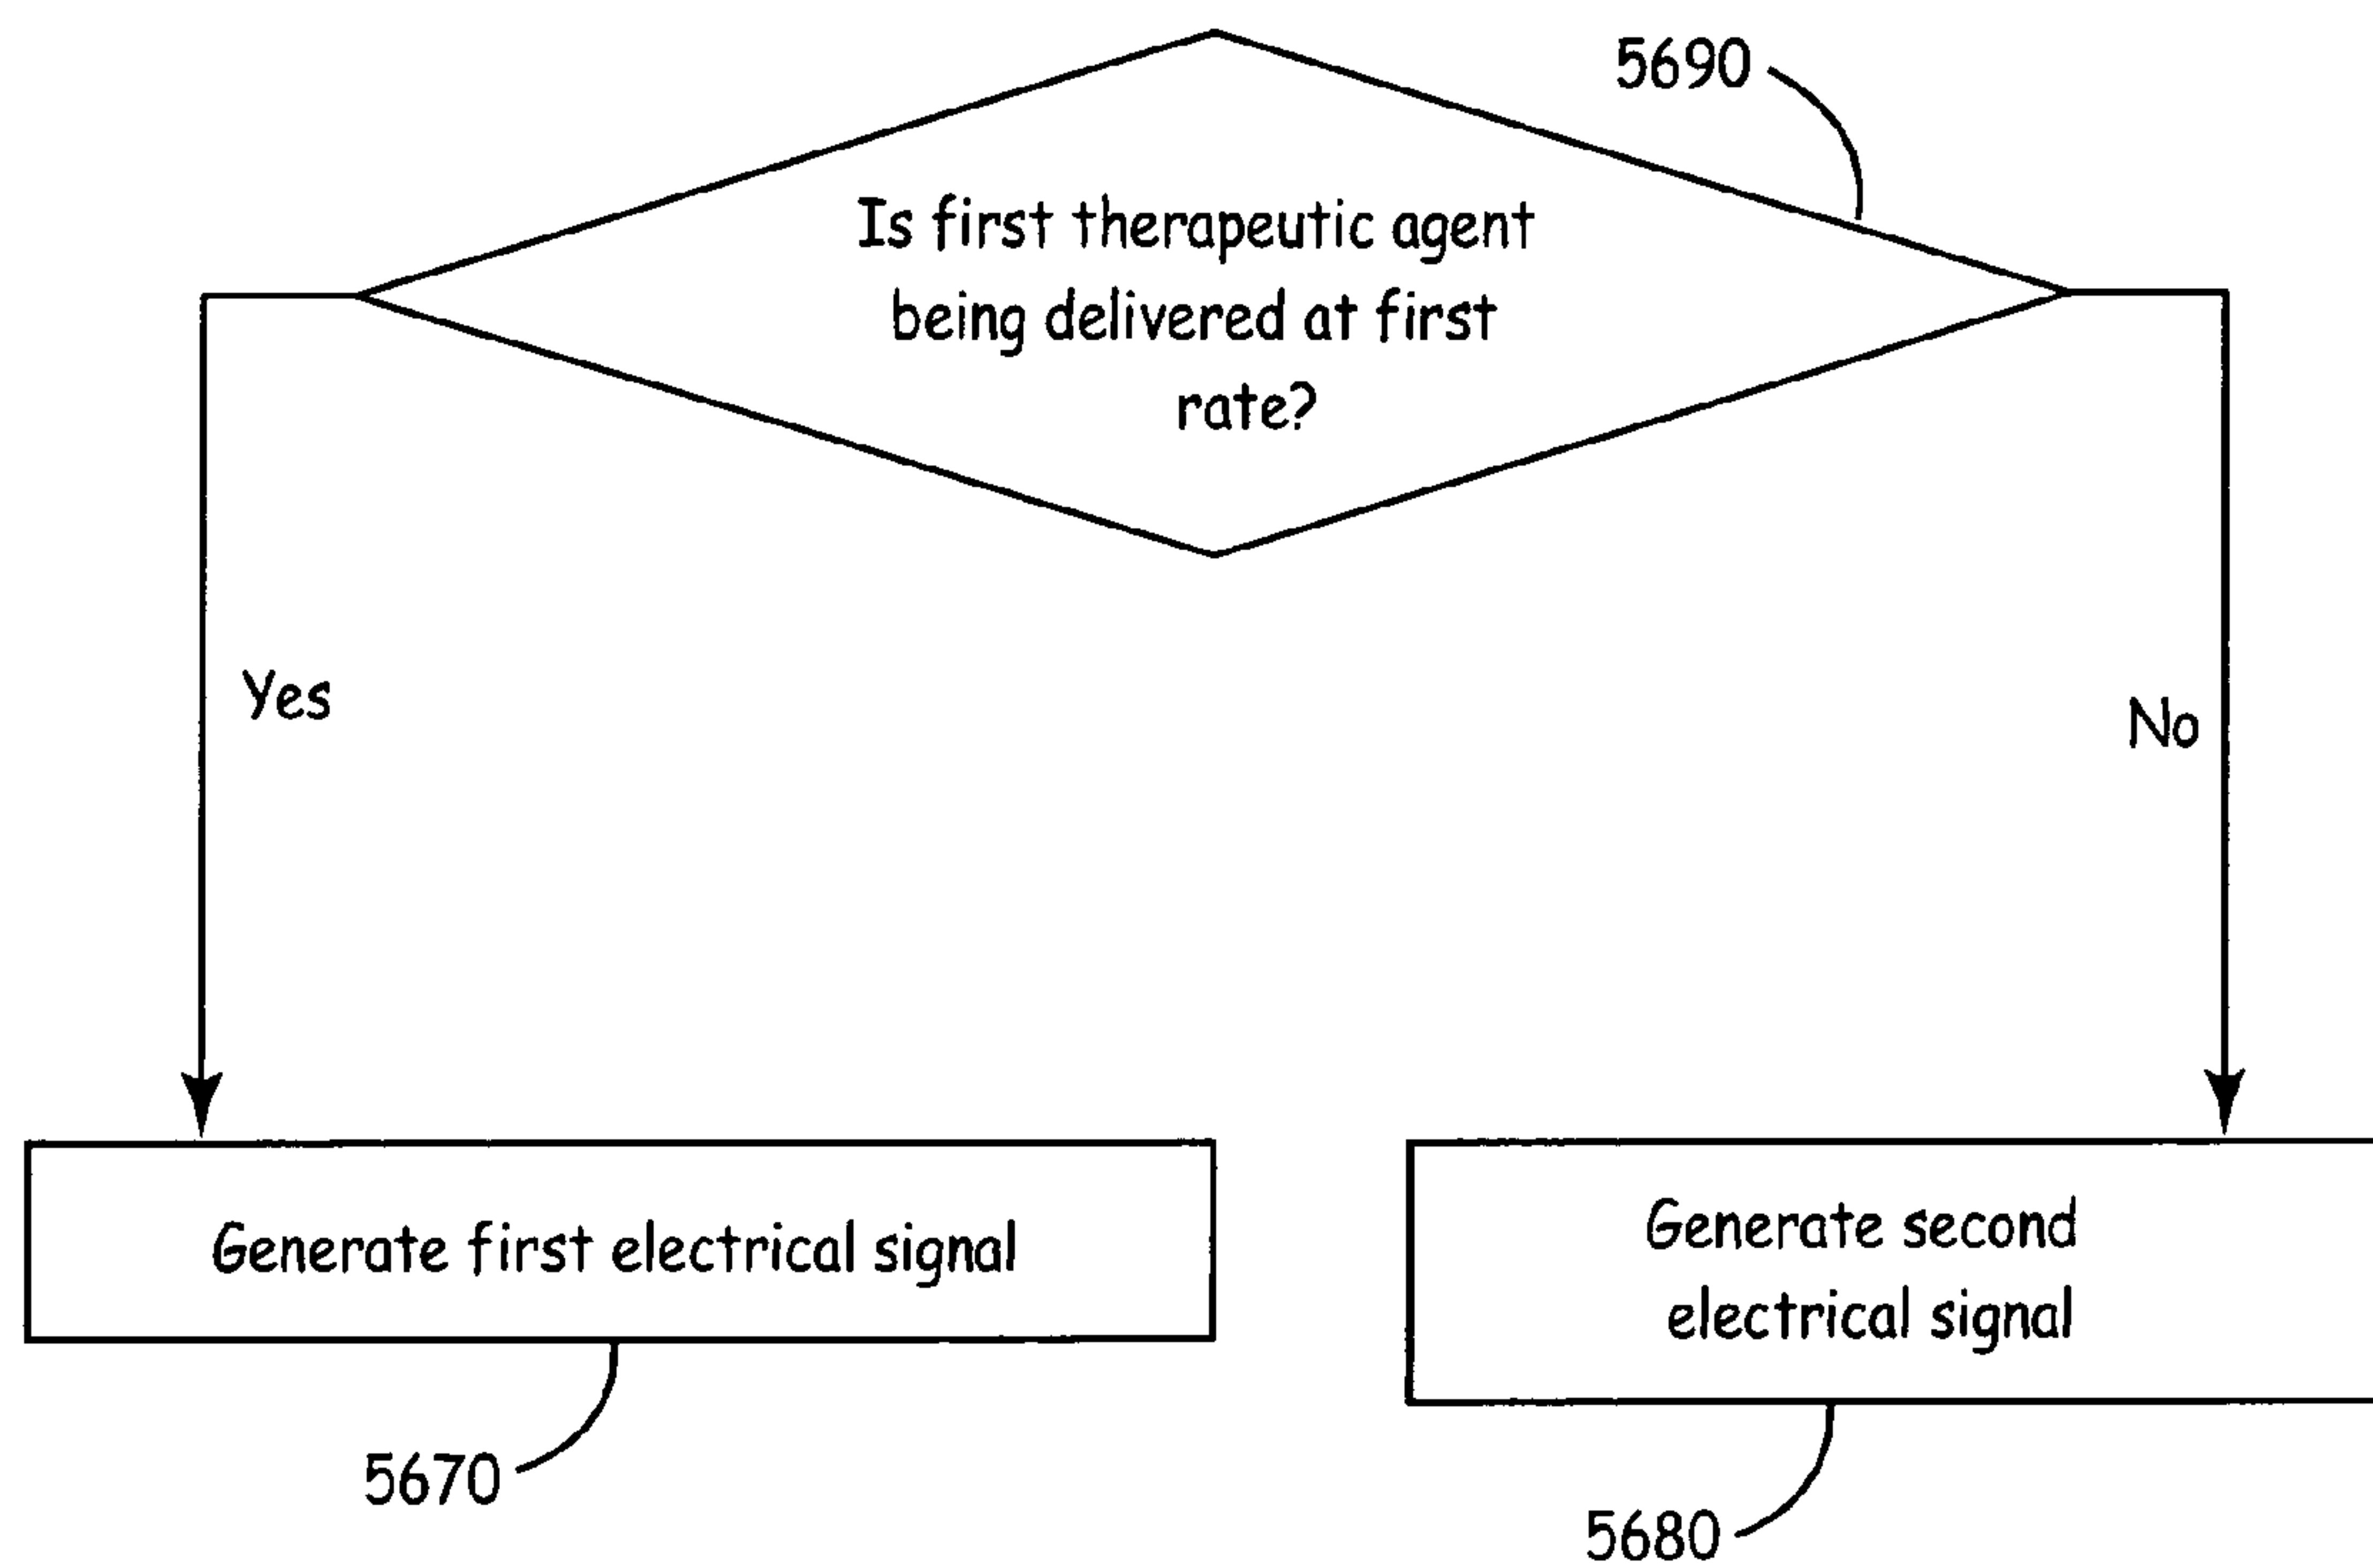 5690
Is first therapeutic agent
being delivered at first
rate?
Yes
No
Generate first electrical signal
Generate second
electrical signal
5670
5680